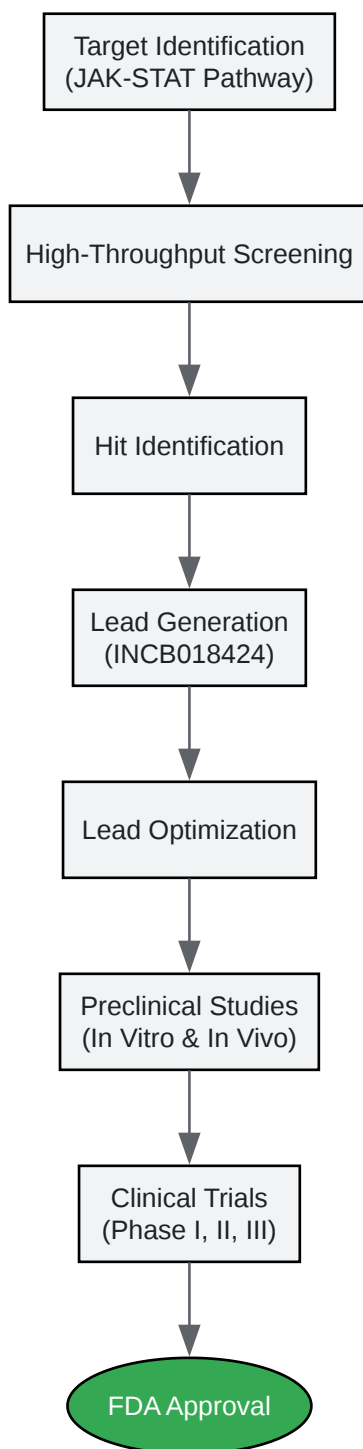 Target Identification
(JAK-STAT Pathway)
High-Throughput Screening
Hit Identification
Lead Generation
(INCB018424)
Lead Optimization
Preclinical Studies
(In Vitro & In Vivo)
Clinical Trials
(Phase I, II, III)
FDA Approval